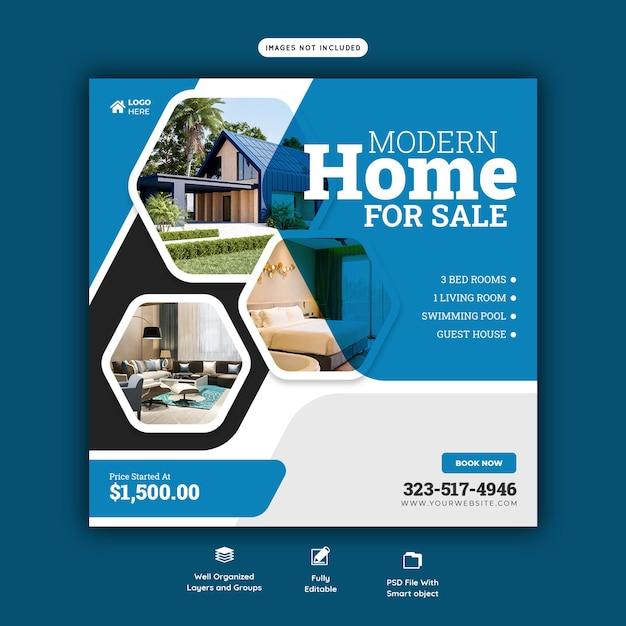 IMAGES NOT INCLUDED
LOGO
HERE
MODERN
Home
FOR SALE
3 BED ROOMS
1 LIVING ROOM
SWIMMING POOL
GUEST HOUSE
Price Started At
$1,500.00
BOOK NOW
323-517-4946
WWW.YOURWEBSITE.COM
Well Organized
Layers and Groups
Fully
Editable
PSD File With
Smart object